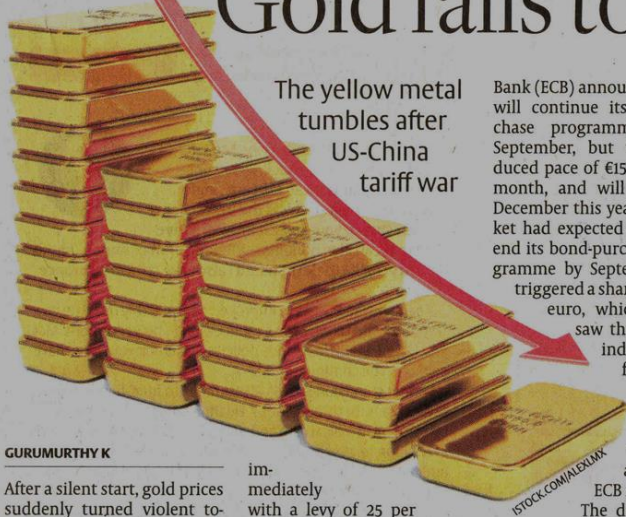 Gold falls to
The yellow metal
tumbles after
US-China
tariff war
GURUMURTHY K
After a silent start, gold prices
suddenly turned violent to-
im-
mediately
with a levy of 25 per
Bank (ECB) annou
will continue its
chase programm
September, but
duced pace of €15
month, and will
December this yea
ket had expected
end its bond-purc
gramme by Septe
triggered a shar
euro, whic
saw th
ind
f
ECB
The d
ISTOCK.COM/ALEXLMX